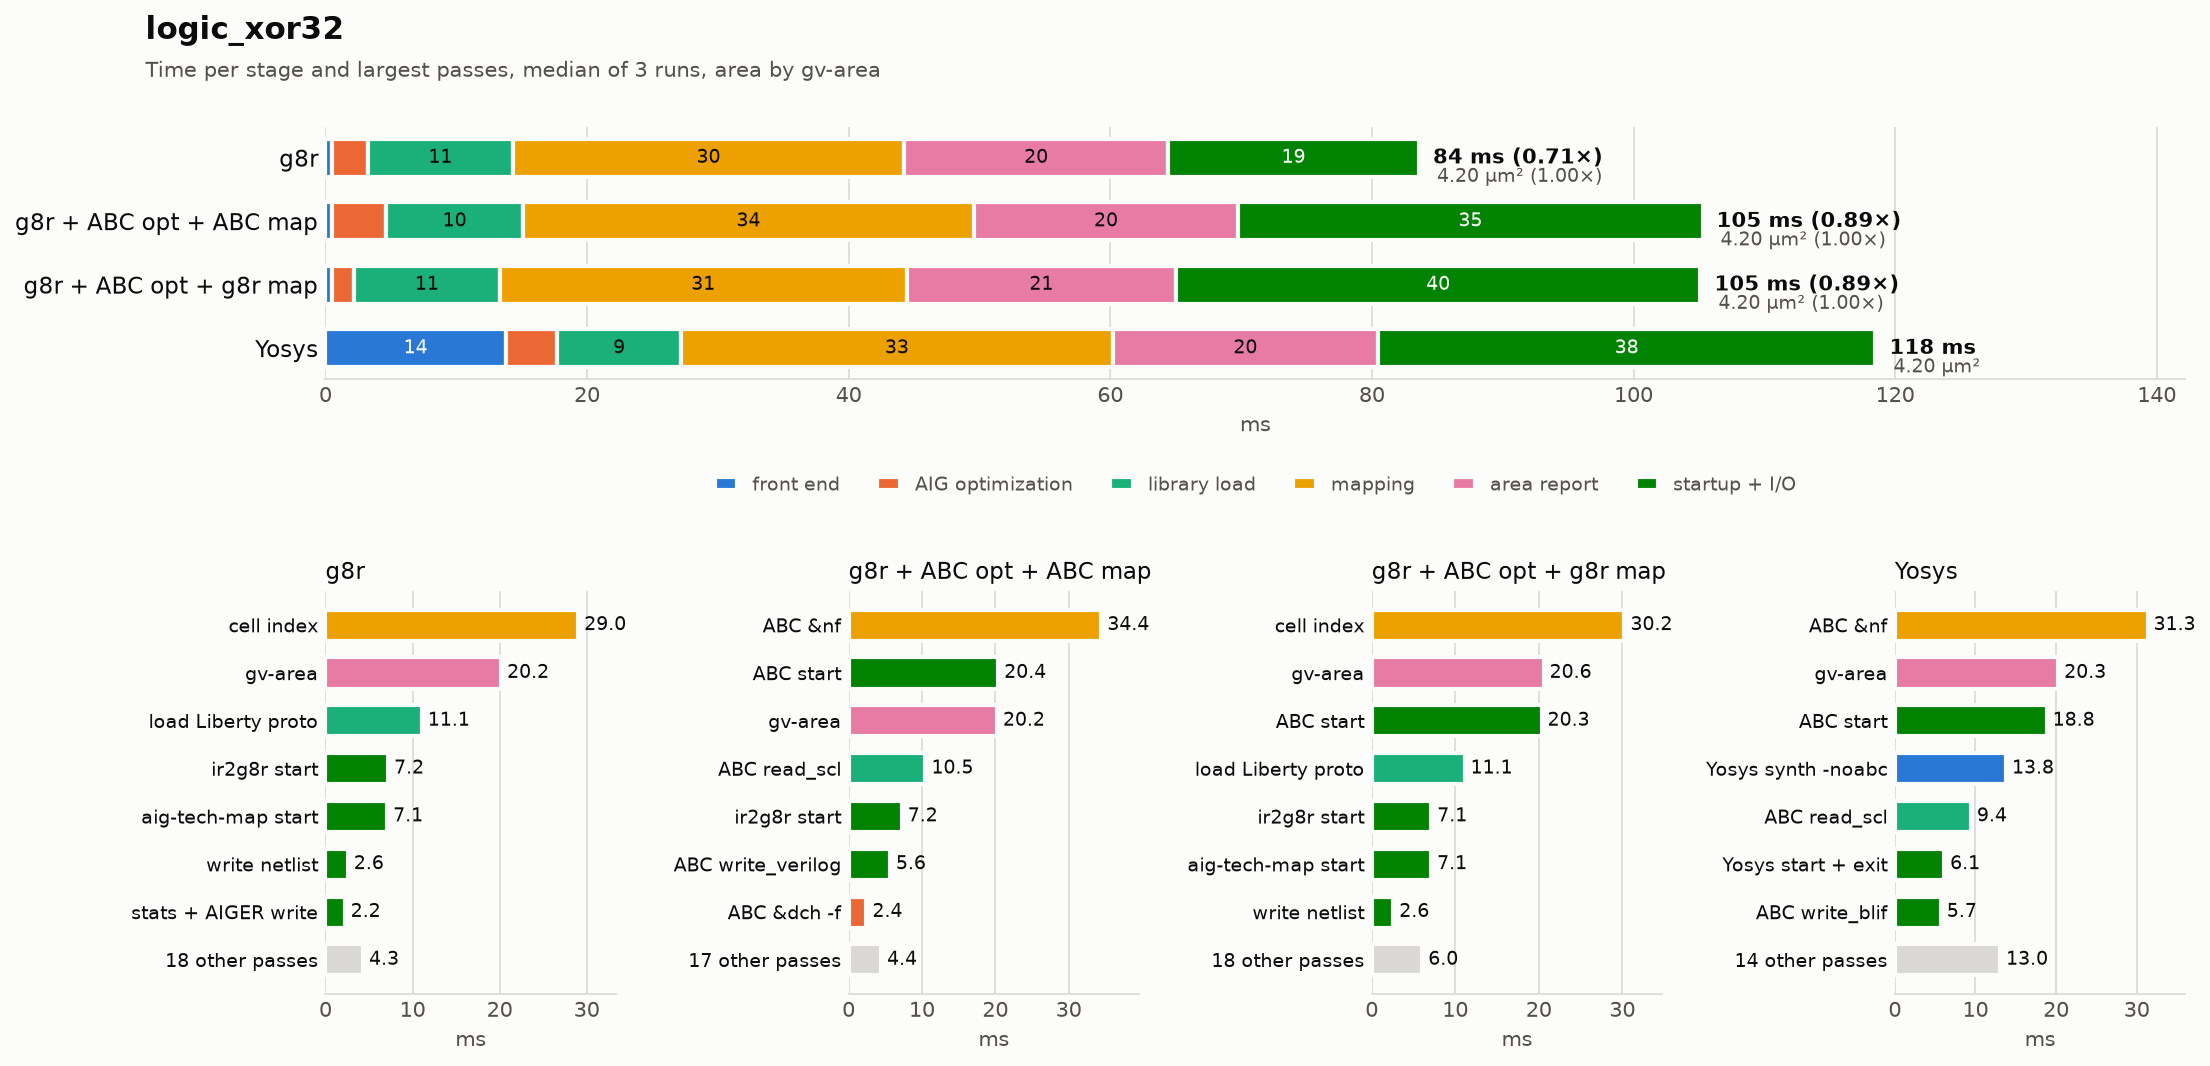 logic_xor32
Time per stage and largest passes, median of 3 runs, area by gv-area
g8r
11
30
20
19
84 ms (0.71×)
4.20 µm² (1.00×)
g8r + ABC opt + ABC map
10
34
20
35
105 ms (0.89×)
4.20 µm² (1.00×)
g8r + ABC opt + g8r map
11
31
21
40
105 ms (0.89×)
4.20 µm² (1.00×)
Yosys
14
9
33
20
38
118 ms
4.20 µm²
0 20 40 60 80 100 120 140
ms
front end AIG optimization library load mapping area report startup + I/O
g8r
cell index 29.0
gv-area 20.2
load Liberty proto 11.1
ir2g8r start 7.2
aig-tech-map start 7.1
write netlist 2.6
stats + AIGER write 2.2
18 other passes 4.3
0 10 20 30
ms
g8r + ABC opt + ABC map
ABC &nf 34.4
ABC start 20.4
gv-area 20.2
ABC read_scl 10.5
ir2g8r start 7.2
ABC write_verilog 5.6
ABC &dch -f 2.4
17 other passes 4.4
0 10 20 30
ms
g8r + ABC opt + g8r map
cell index 30.2
gv-area 20.6
ABC start 20.3
load Liberty proto 11.1
ir2g8r start 7.1
aig-tech-map start 7.1
write netlist 2.6
18 other passes 6.0
0 10 20 30
ms
Yosys
ABC &nf 31.3
gv-area 20.3
ABC start 18.8
Yosys synth -noabc 13.8
ABC read_scl 9.4
Yosys start + exit 6.1
ABC write_blif 5.7
14 other passes 13.0
0 10 20 30
ms